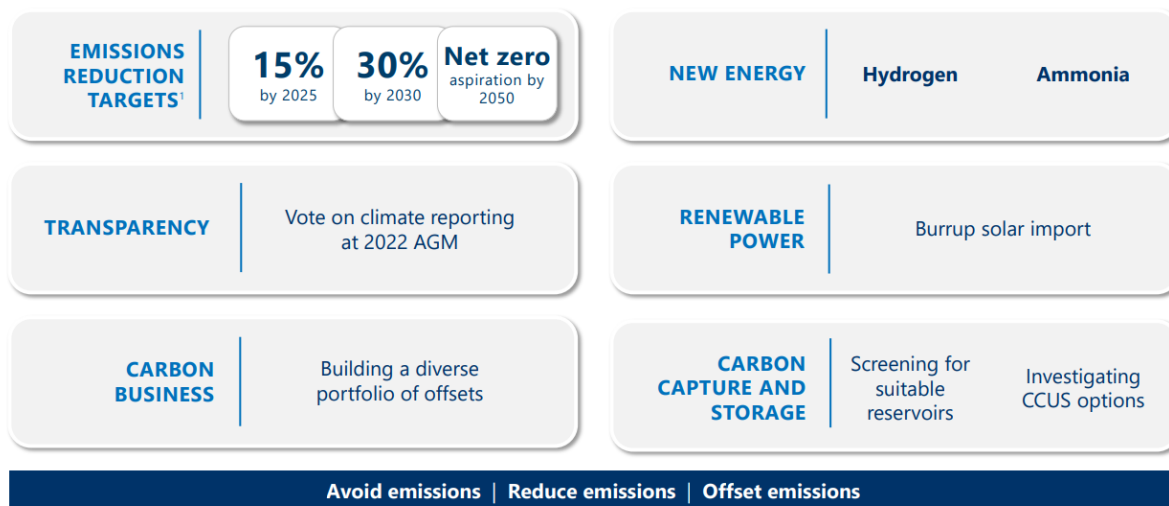 EMISSIONS
REDUCTION
TARGETS¹
15%
by 2025
30%
by 2030
Net zero
aspiration by
2050
NEW ENERGY
Hydrogen
Ammonia
TRANSPARENCY
Vote on climate reporting
at 2022 AGM
RENEWABLE
POWER
Burrup solar import
CARBON
BUSINESS
Building a diverse
portfolio of offsets
CARBON
CAPTURE AND
STORAGE
Screening for
suitable
reservoirs
Investigating
CCUS options
Avoid emissions | Reduce emissions | Offset emissions